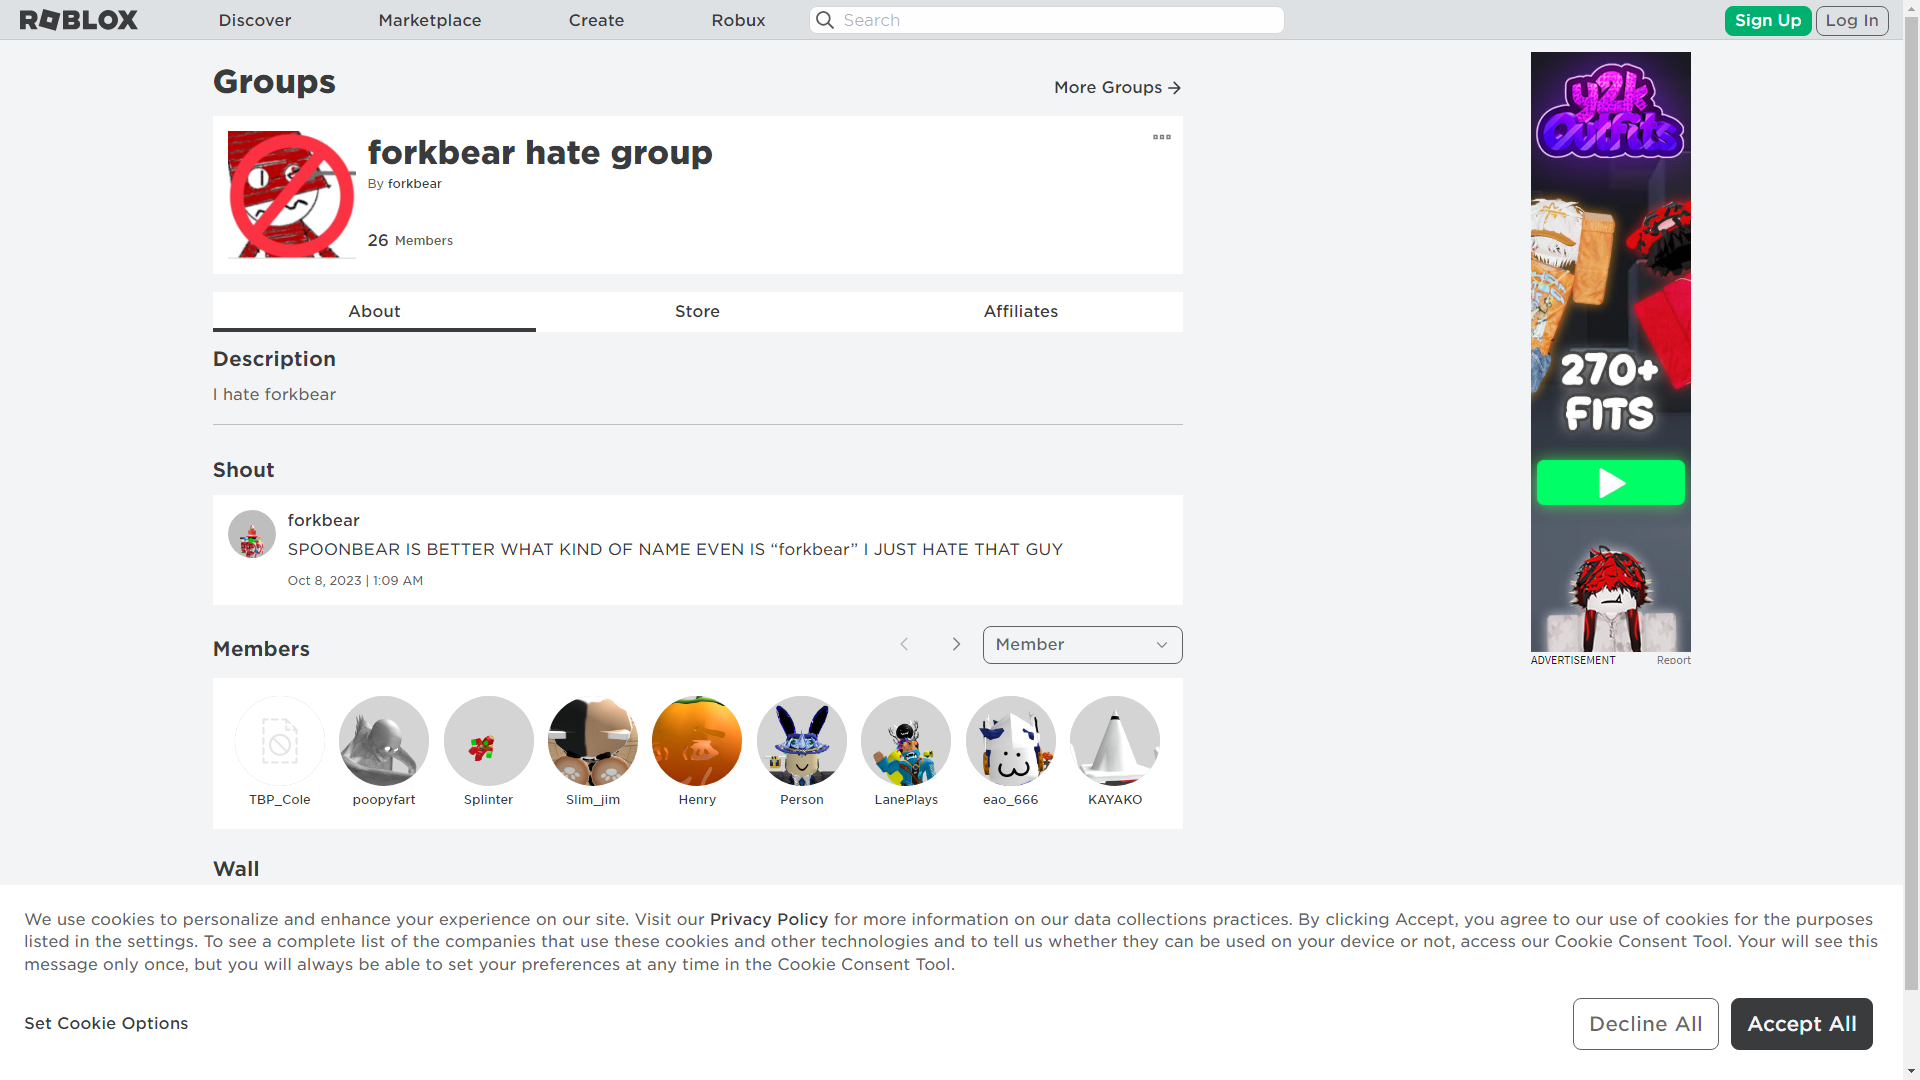 ROBLOX
Discover
Marketplace
Create
Robux
Search
Sign Up
Log In
Groups
More Groups
forkbear hate group
By forkbear
26 Members
About
Store
Affiliates
Description
I hate forkbear
Shout
forkbear
SPOONBEAR IS BETTER WHAT KIND OF NAME EVEN IS “forkbear” I JUST HATE THAT GUY
Oct 8, 2023 | 1:09 AM
Members
Member
TBP_Cole
poopyfart
Splinter
Slim_jim
Henry
Person
LanePlays
eao_666
KAYAKO
Wall
y2k
Outfits
270+
FITS
ADVERTISEMENT
Report
We use cookies to personalize and enhance your experience on our site. Visit our Privacy Policy for more information on our data collections practices. By clicking Accept, you agree to our use of cookies for the purposes
listed in the settings. To see a complete list of the companies that use these cookies and other technologies and to tell us whether they can be used on your device or not, access our Cookie Consent Tool. Your will see this
message only once, but you will always be able to set your preferences at any time in the Cookie Consent Tool.
Set Cookie Options
Decline All
Accept All